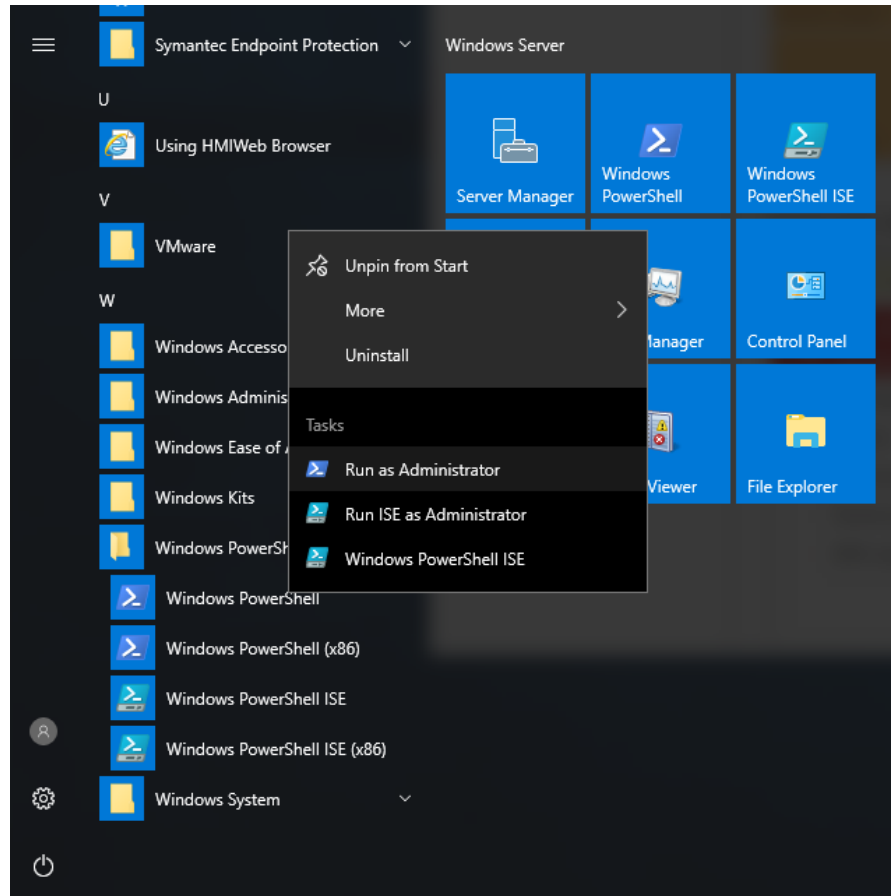 Symantec Endpoint Protection
U
Using HMIWeb Browser
V
VMware
W
Windows Accesso
Windows Adminis
Windows Ease of
Windows Kits
Windows PowerSh
Windows PowerShell
Windows PowerShell (x86)
Windows PowerShell ISE
Windows PowerShell ISE (x86)
Windows System
Unpin from Start
More
Uninstall
Tasks
Run as Administrator
Run ISE as Administrator
Windows PowerShell ISE
Windows Server
Server Manager
Windows
PowerShell
Windows
PowerShell ISE
Manager
Control Panel
Viewer
File Explorer